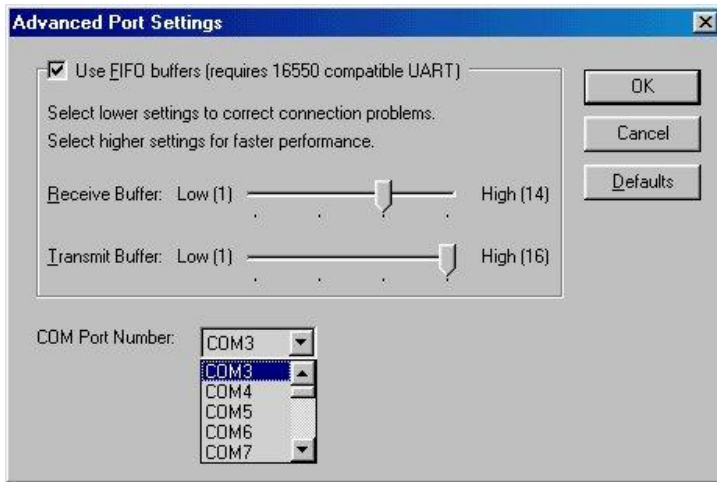 Advanced Port Settings
Use FIFO buffers (requires 16550 compatible UART)
OK
Select lower settings to correct connection problems.
Cancel
Select higher settings for faster performance.
Defaults
Receive Buffer: Low (1) High (14)
Transmit Buffer: Low (1) High (16)
COM Port Number: COM3
COM3
COM4
COM5
COM6
COM7